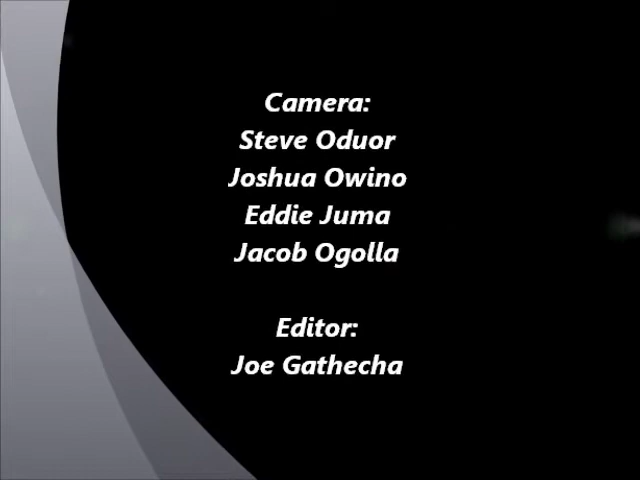 Camera:
Steve Oduor
Joshua Owino
Eddie Juma
Jacob Ogolla
Editor:
Joe Gathecha